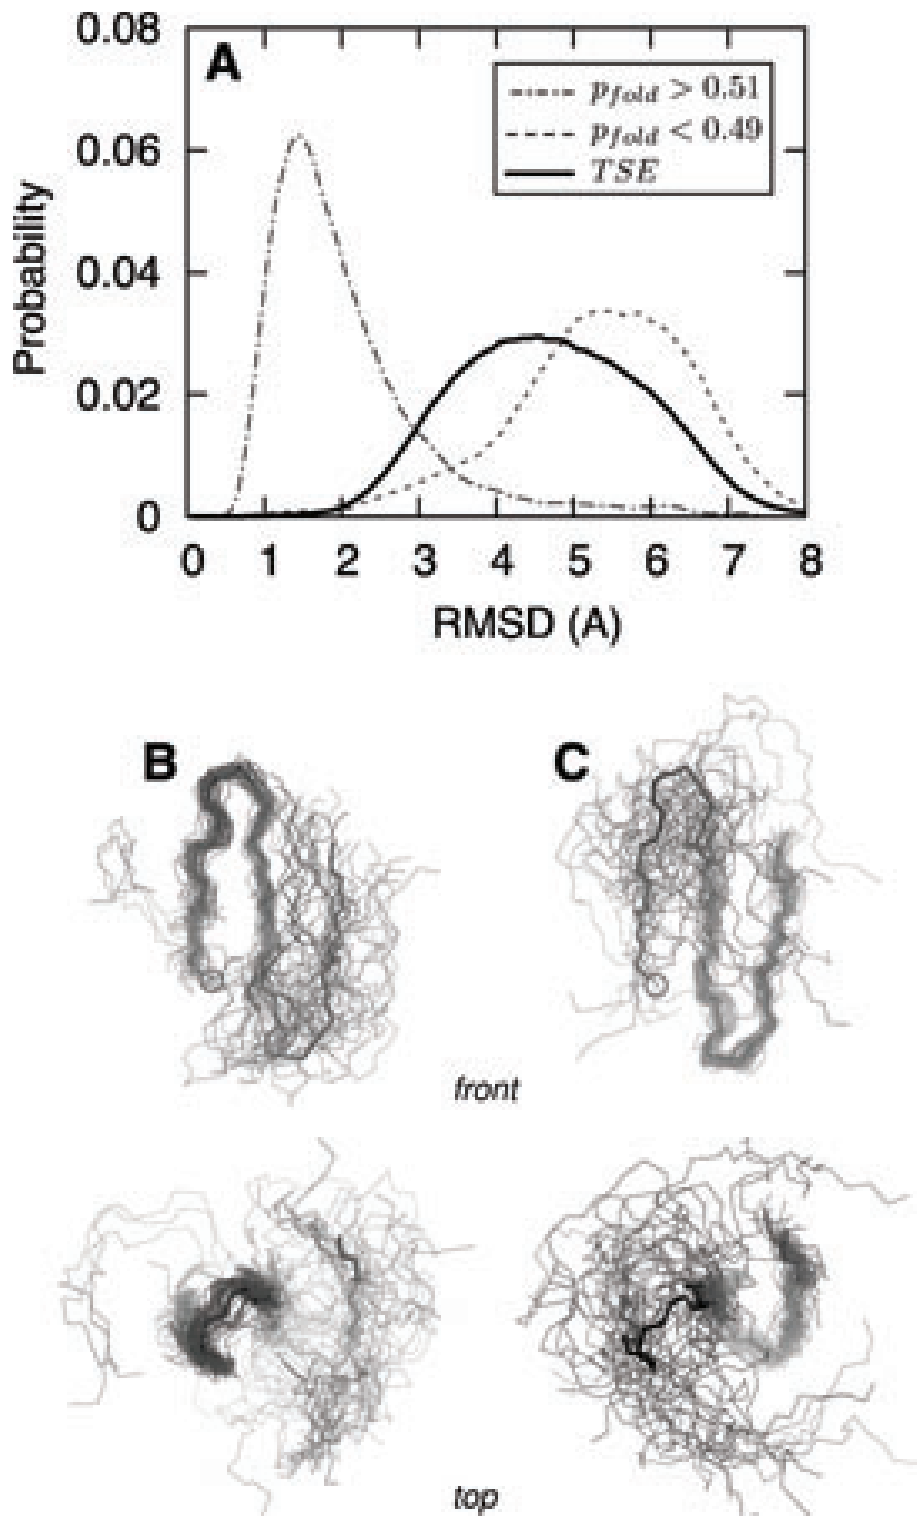 0.08
A
p_fold > 0.51
p_fold < 0.49
TSE
0.06
0.04
0.02
0
Probability
0 1 2 3 4 5 6 7 8
RMSD (A)
B
C
front
top